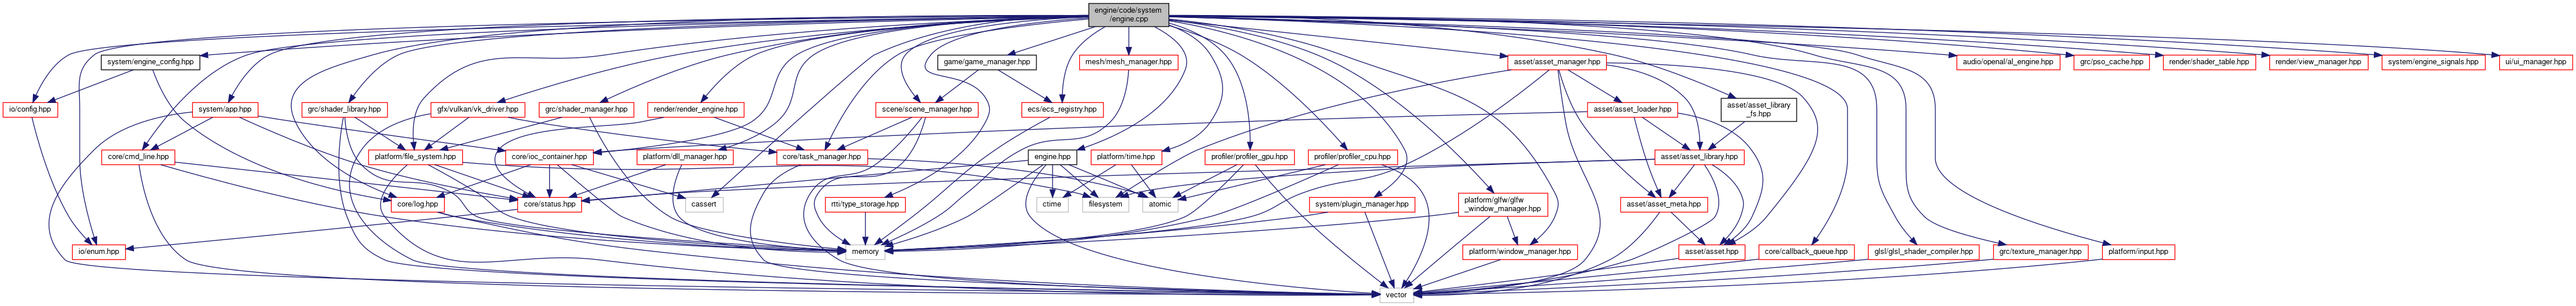 engine/code/system
/engine.cpp
system/engine_config.hpp
game/game_manager.hpp
mesh/mesh_manager.hpp
asset/asset_manager.hpp
audio/openal/al_engine.hpp
grc/pso_cache.hpp
render/shader_table.hpp
render/view_manager.hpp
system/engine_signals.hpp
ui/ui_manager.hpp
io/config.hpp
system/app.hpp
grc/shader_library.hpp
gfx/vulkan/vk_driver.hpp
grc/shader_manager.hpp
render/render_engine.hpp
scene/scene_manager.hpp
ecs/ecs_registry.hpp
asset/asset_loader.hpp
asset/asset_library
_fs.hpp
core/cmd_line.hpp
platform/file_system.hpp
core/ioc_container.hpp
platform/dll_manager.hpp
core/task_manager.hpp
engine.hpp
platform/time.hpp
profiler/profiler_gpu.hpp
profiler/profiler_cpu.hpp
asset/asset_library.hpp
core/log.hpp
core/status.hpp
cassert
rtti/type_storage.hpp
ctime
filesystem
atomic
system/plugin_manager.hpp
platform/glfw/glfw
_window_manager.hpp
asset/asset_meta.hpp
io/enum.hpp
memory
platform/window_manager.hpp
asset/asset.hpp
core/callback_queue.hpp
glsl/glsl_shader_compiler.hpp
grc/texture_manager.hpp
platform/input.hpp
vector